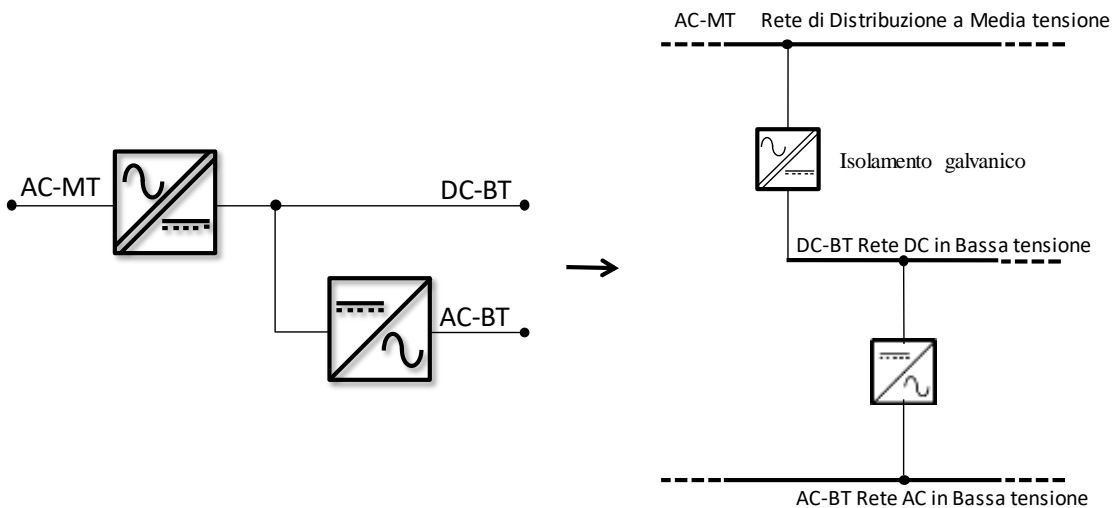 AC-MT
DC-BT
AC-BT
AC-MT Rete di Distribuzione a Media tensione
Isolamento galvanico
DC-BT Rete DC in Bassa tensione
AC-BT Rete AC in Bassa tensione